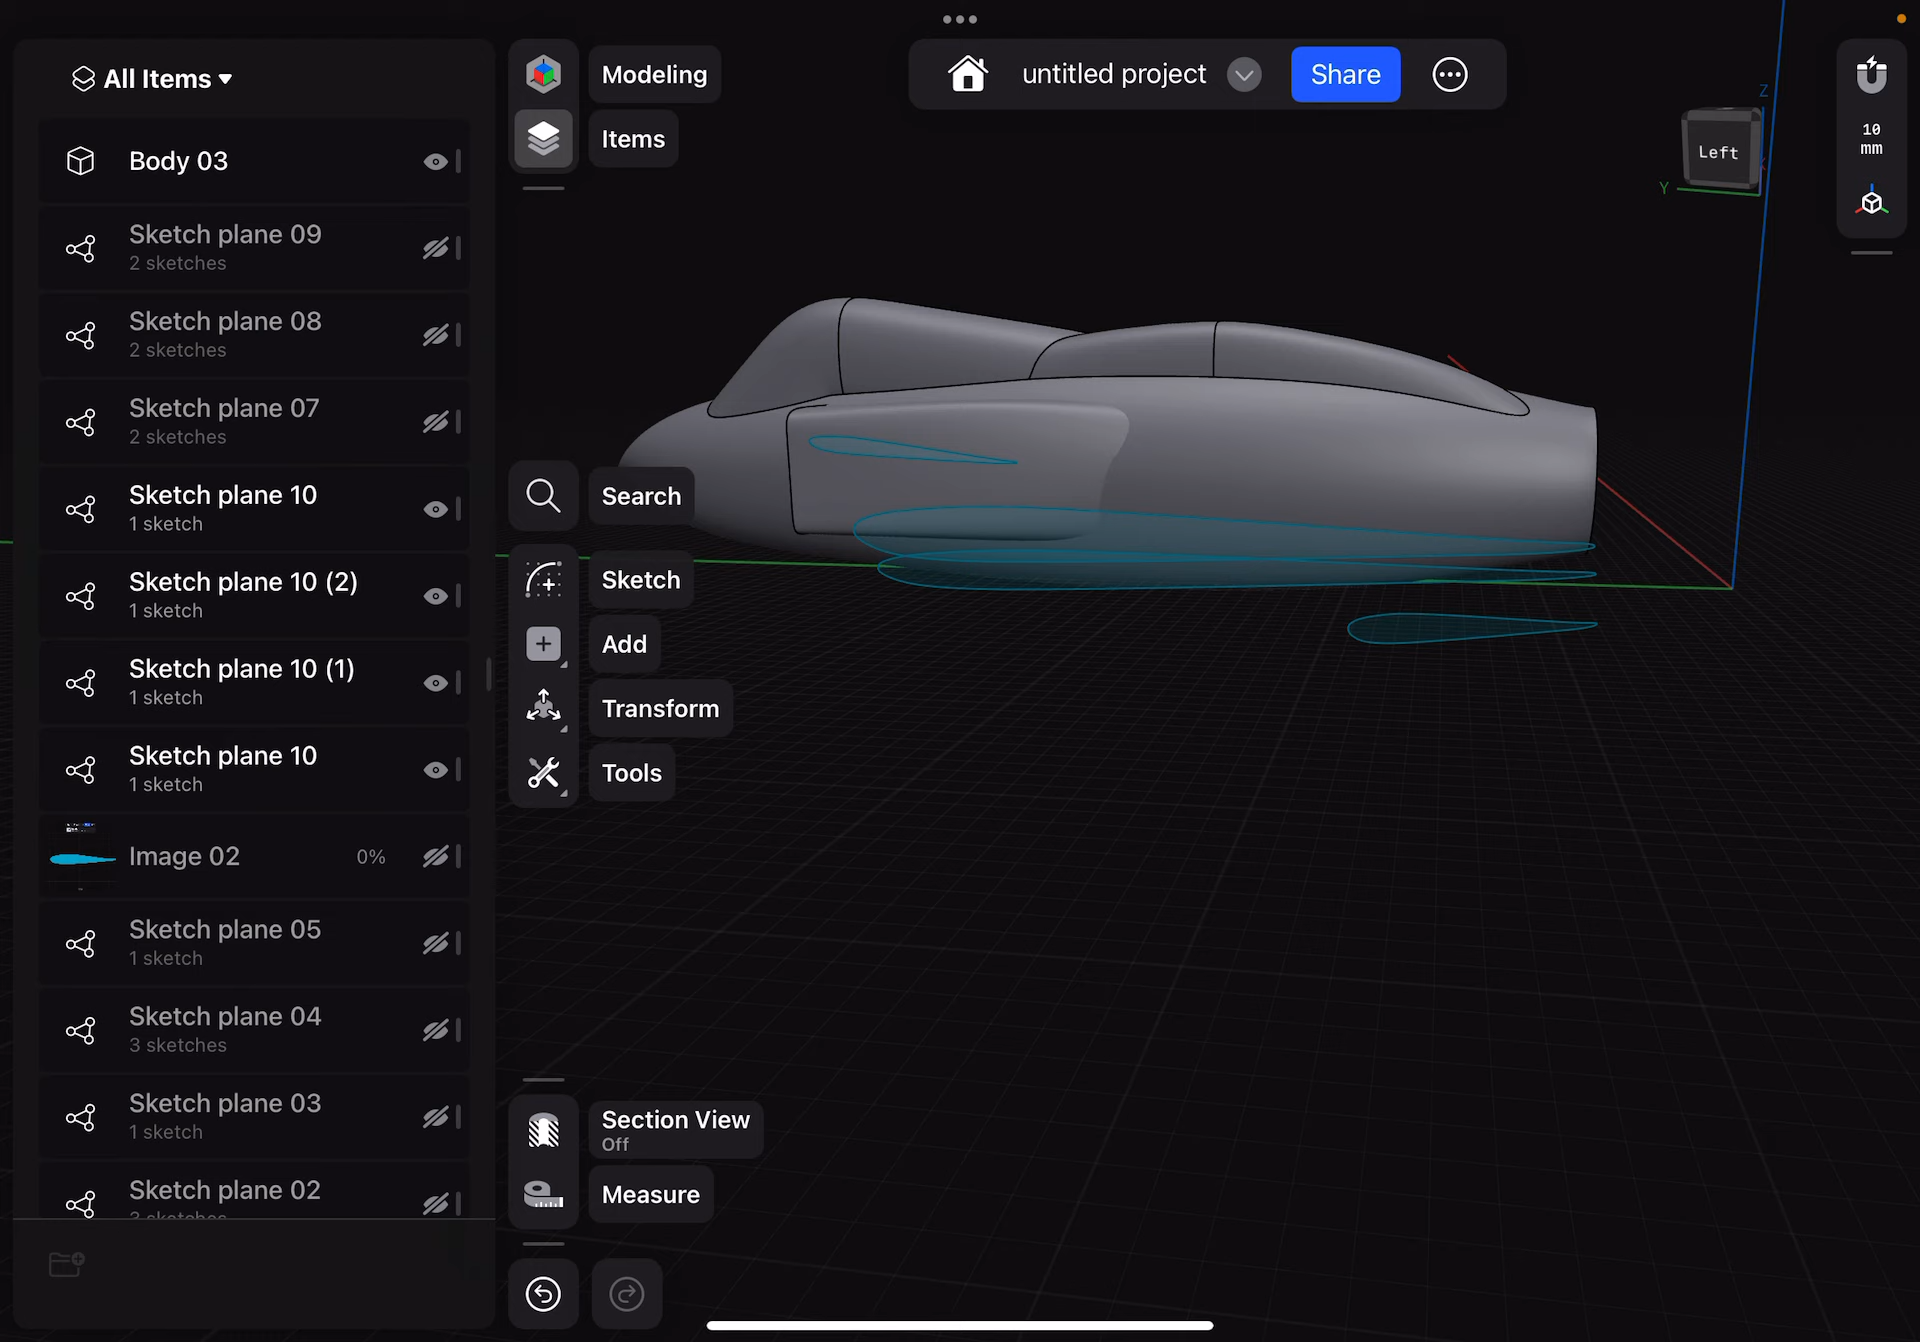 All Items
Body 03
Sketch plane 09
2 sketches
Sketch plane 08
2 sketches
Sketch plane 07
2 sketches
Sketch plane 10
1 sketch
Sketch plane 10 (2)
1 sketch
Sketch plane 10 (1)
1 sketch
Sketch plane 10
1 sketch
Image 02
0%
Sketch plane 05
1 sketch
Sketch plane 04
3 sketches
Sketch plane 03
1 sketch
Sketch plane 02
Modeling
Items
Search
Sketch
Add
Transform
Tools
Section View
Off
Measure
untitled project
Share
Z
Left
Y
10
mm